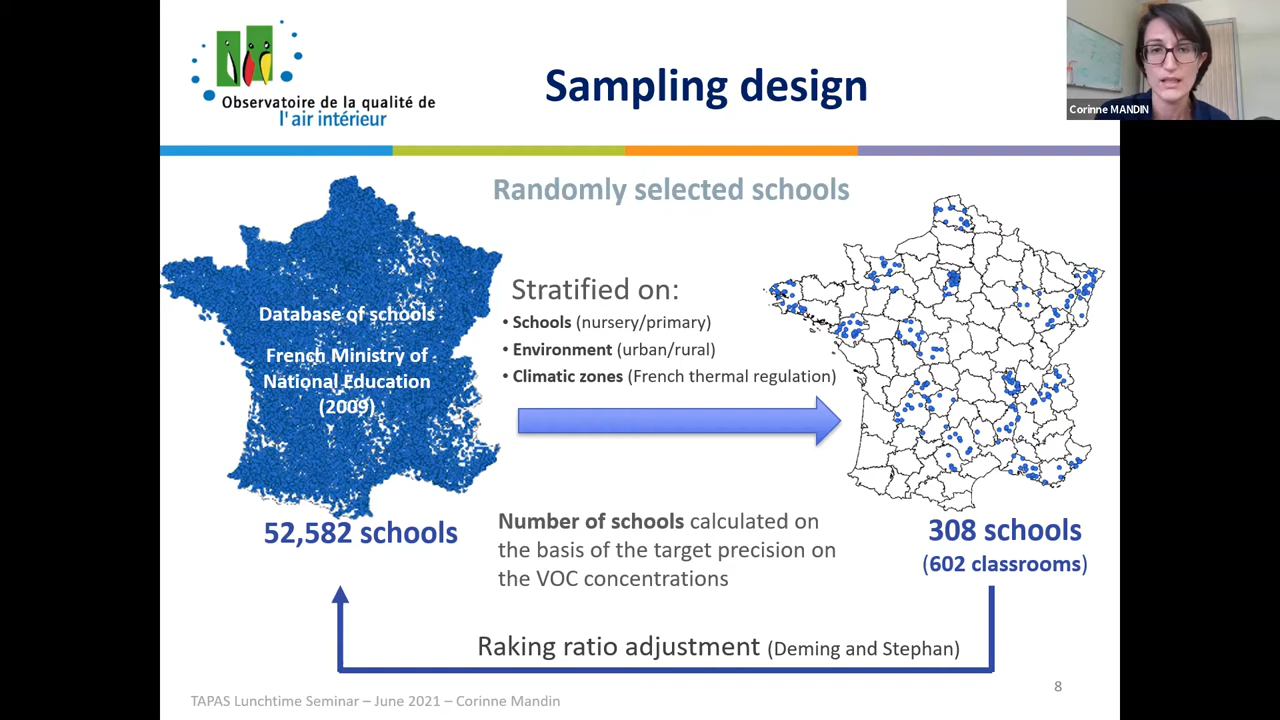 Observatoire de la qualité de
l'air intérieur
Sampling design
Corinne MANDIN
Randomly selected schools
Database of schools
French Ministry of
National Education
(2009)
52,582 schools
Stratified on:
• Schools (nursery/primary)
• Environment (urban/rural)
• Climatic zones (French thermal regulation)
Number of schools calculated on
the basis of the target precision on
the VOC concentrations
308 schools
(602 classrooms)
Raking ratio adjustment (Deming and Stephan)
TAPAS Lunchtime Seminar – June 2021 – Corinne Mandin
8